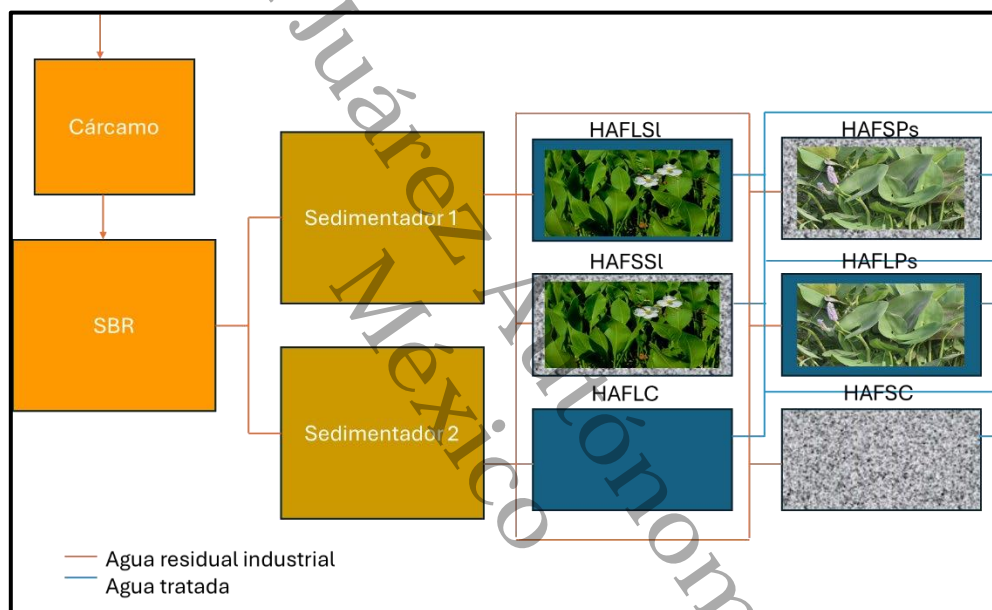 Cárcamo
SBR
Sedimentador 1
Sedimentador 2
HAFLSl
HAFSSl
HAFLC
HAFSPs
HAFLPs
HAFSC
Agua residual industrial
Agua tratada
Juárez Autónom
México